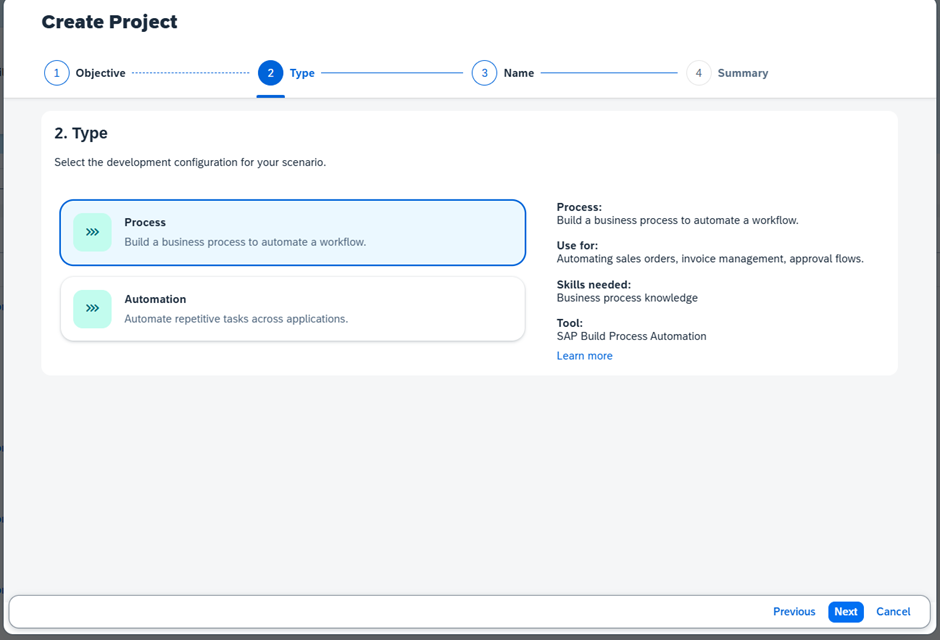 Create Project
1 Objective 2 Type 3 Name 4 Summary
2. Type
Select the development configuration for your scenario.
Process
Build a business process to automate a workflow.
Automation
Automate repetitive tasks across applications.
Process:
Build a business process to automate a workflow.
Use for:
Automating sales orders, invoice management, approval flows.
Skills needed:
Business process knowledge
Tool:
SAP Build Process Automation
Learn more
Previous Next Cancel